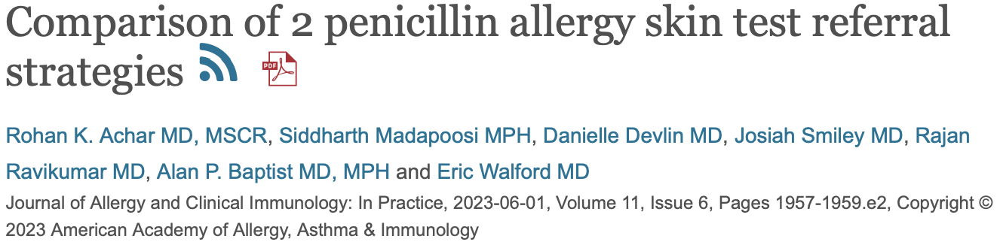 Comparison of 2 penicillin allergy skin test referral
strategies
PDF
Rohan K. Achar MD, MSCR, Siddharth Madapoosi MPH, Danielle Devlin MD, Josiah Smiley MD, Rajan
Ravikumar MD, Alan P. Baptist MD, MPH and Eric Walford MD
Journal of Allergy and Clinical Immunology: In Practice, 2023-06-01, Volume 11, Issue 6, Pages 1957-1959.e2, Copyright ©
2023 American Academy of Allergy, Asthma & Immunology